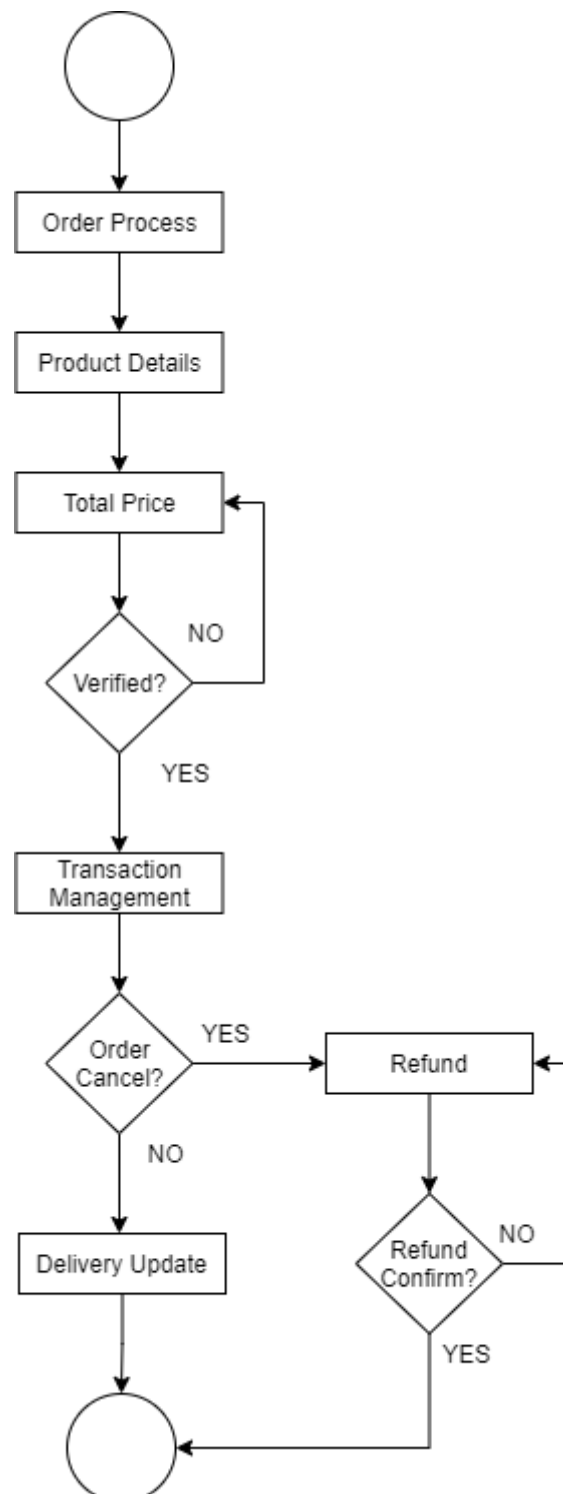 Order Process
Product Details
Total Price
NO
Verified?
YES
Transaction
Management
Order
Cancel?
YES
Refund
NO
Delivery Update
Refund
Confirm?
NO
YES